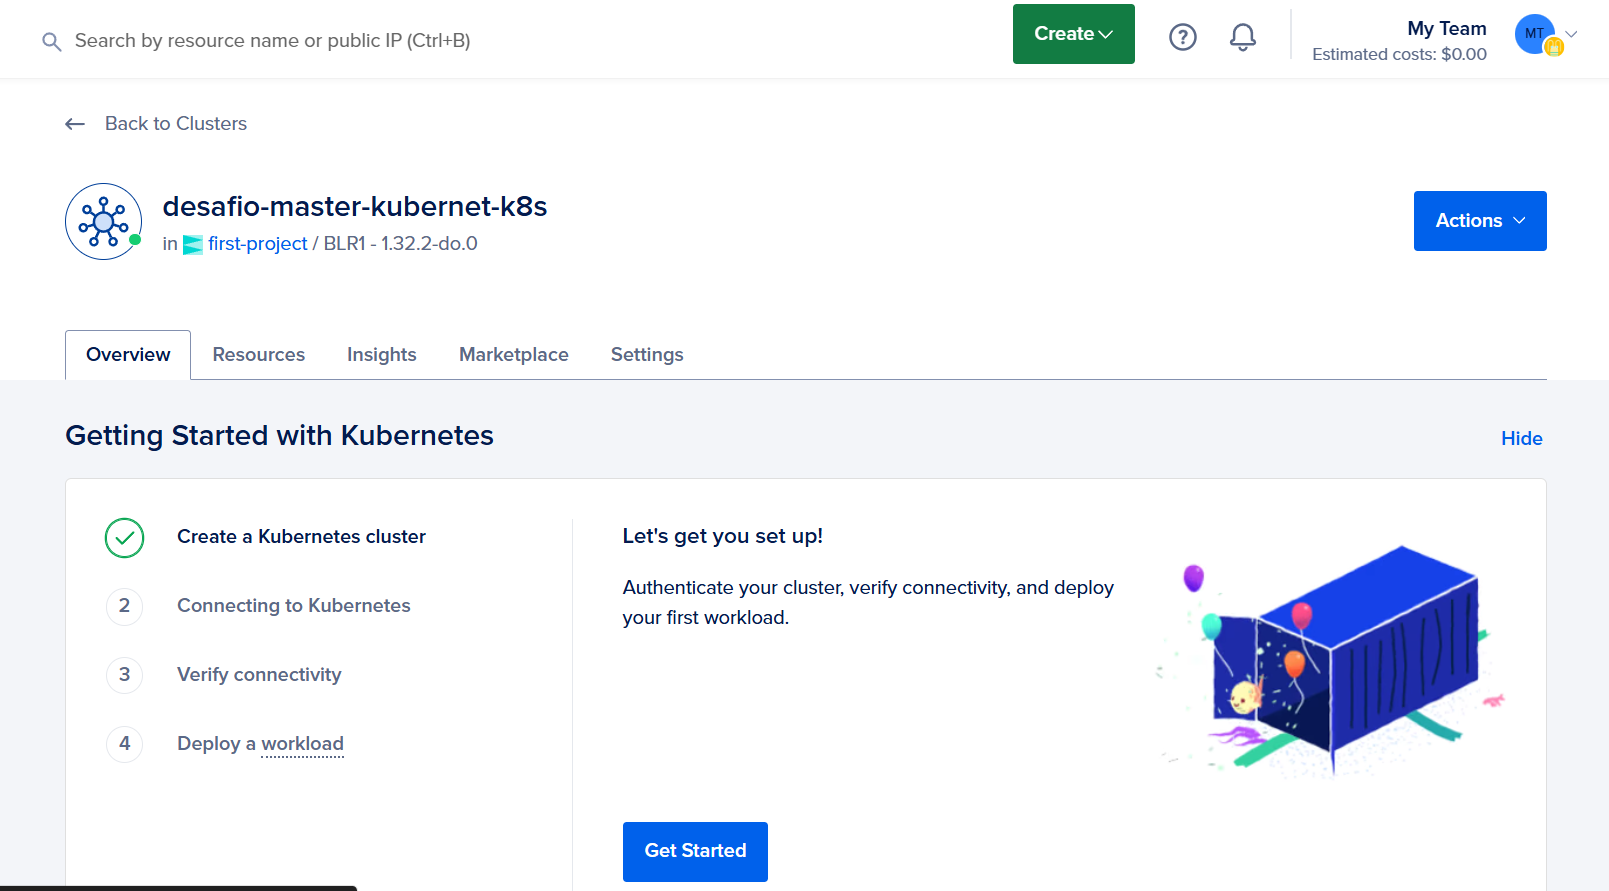 Search by resource name or public IP (Ctrl+B)
Create
My Team
Estimated costs: $0.00
MT
Back to Clusters
desafio-master-kubernet-k8s
in first-project / BLR1 - 1.32.2-do.0
Actions
Overview
Resources
Insights
Marketplace
Settings
Getting Started with Kubernetes
Hide
Create a Kubernetes cluster
2 Connecting to Kubernetes
3 Verify connectivity
4 Deploy a workload
Let's get you set up!
Authenticate your cluster, verify connectivity, and deploy
your first workload.
Get Started